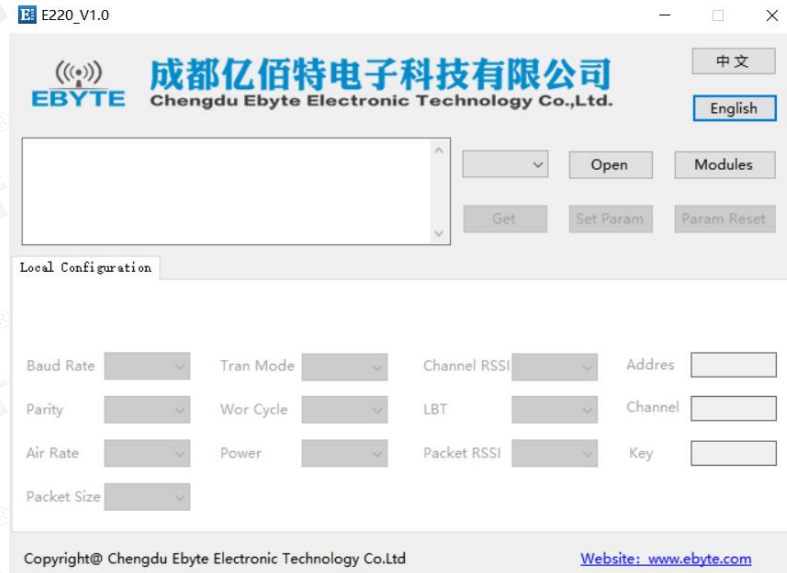 E220_V1.0
中文
EBYTE
成都亿佰特电子科技有限公司
Chengdu Ebyte Electronic Technology Co.,Ltd.
English
Open
Modules
Get
Set Param
Param Reset
Local Configuration
Baud Rate
Tran Mode
Channel RSSI
Addres
Parity
Wor Cycle
LBT
Channel
Air Rate
Power
Packet RSSI
Key
Packet Size
Copyright@ Chengdu Ebyte Electronic Technology Co.Ltd
Website: www.ebyte.com